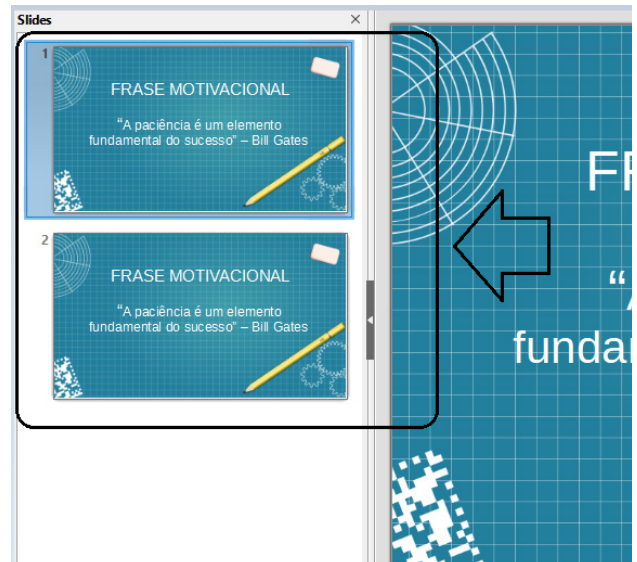 Slides
1
FRASE MOTIVACIONAL
“A paciência é um elemento
fundamental do sucesso” – Bill Gates
2
FRASE MOTIVACIONAL
“A paciência é um elemento
fundamental do sucesso” – Bill Gates
FR
“A
fundar